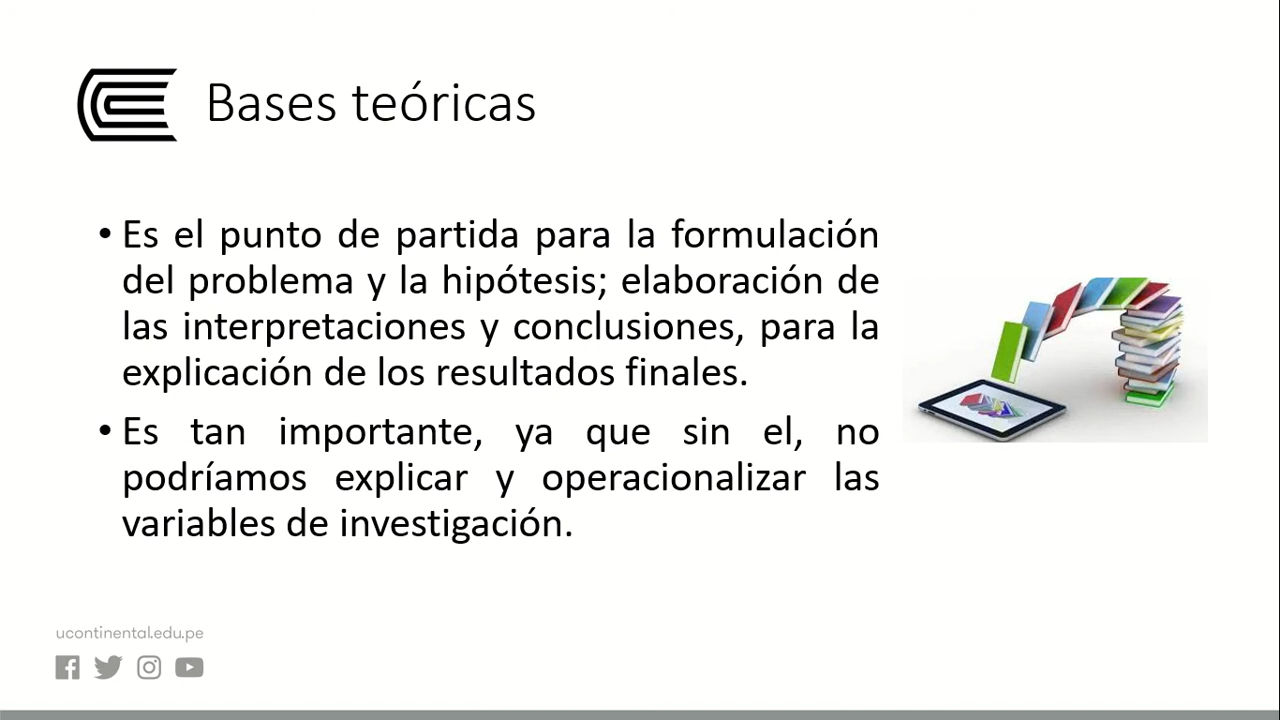 Bases teóricas
• Es el punto de partida para la formulación
del problema y la hipótesis; elaboración de
las interpretaciones y conclusiones, para la
explicación de los resultados finales.
• Es tan importante, ya que sin el, no
podríamos explicar y operacionalizar las
variables de investigación.
ucontinental.edu.pe